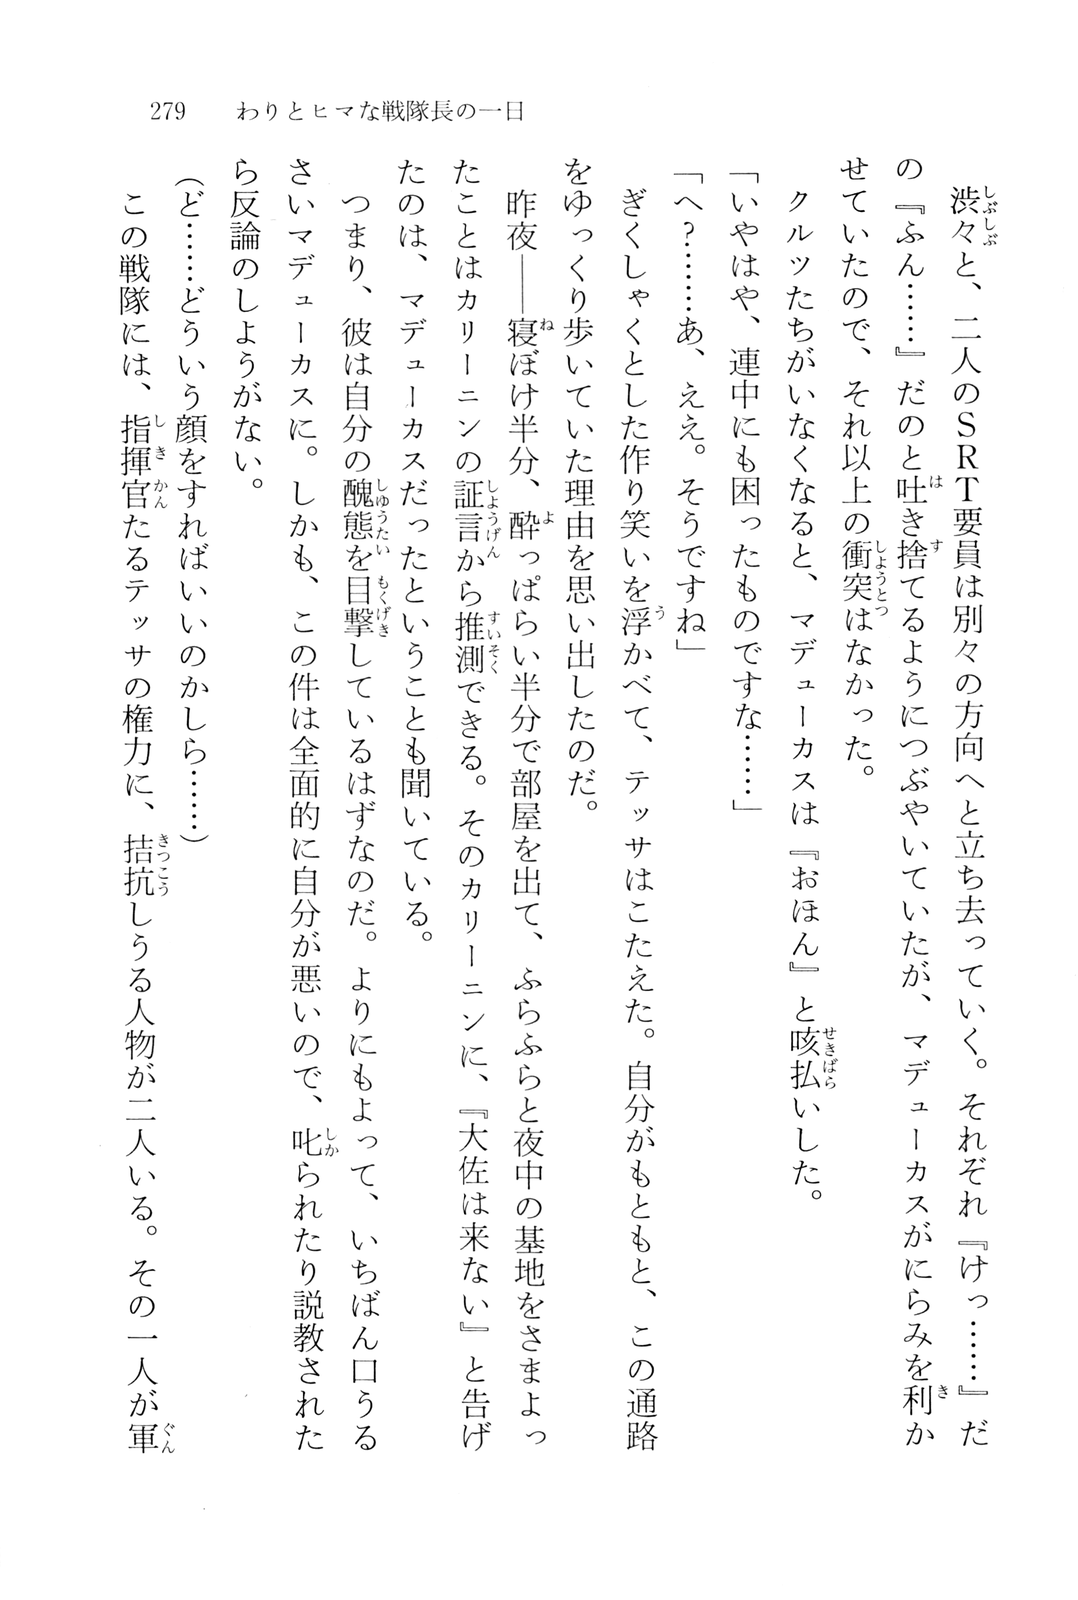 279 わりとヒマな戦隊長の一日
渋々と、二人のＳＲＴ要員は別々の方向へと立ち去っていく。それぞれ『けっ……』だ
の『ふん……』だのと吐き捨てるようにつぶやいていたが、マデューカスがにらみを利か
せていたので、それ以上の衝突はなかった。
クルツたちがいなくなると、マデューカスは『おほん』と咳払いした。
「いやはや、連中にも困ったものですな……」
「へ？………あ、ええ。そうですね」
ぎくしゃくとした作り笑いを浮かべて、テッサはこたえた。自分がもともと、この通路
をゆっくり歩いていた理由を思い出したのだ。
昨夜――寝ぼけ半分、酔っぱらい半分で部屋を出て、ふらふらと夜中の基地をさまよっ
たことはカリーニンの証言から推測できる。そのカリーニンに、『大佐は来ない』と告げ
たのは、マデューカスだったということも聞いている。
つまり、彼は自分の醜態を目撃しているはずなのだ。よりにもよって、いちばん口うる
さいマデューカスに。しかも、この件は全面的に自分が悪いので、叱られたり説教された
ら反論のしようがない。
（ど……どういう顔をすればいいのかしら……）
この戦隊には、指揮官たるテッサの権力に、拮抗しうる人物が二人いる。その一人が軍